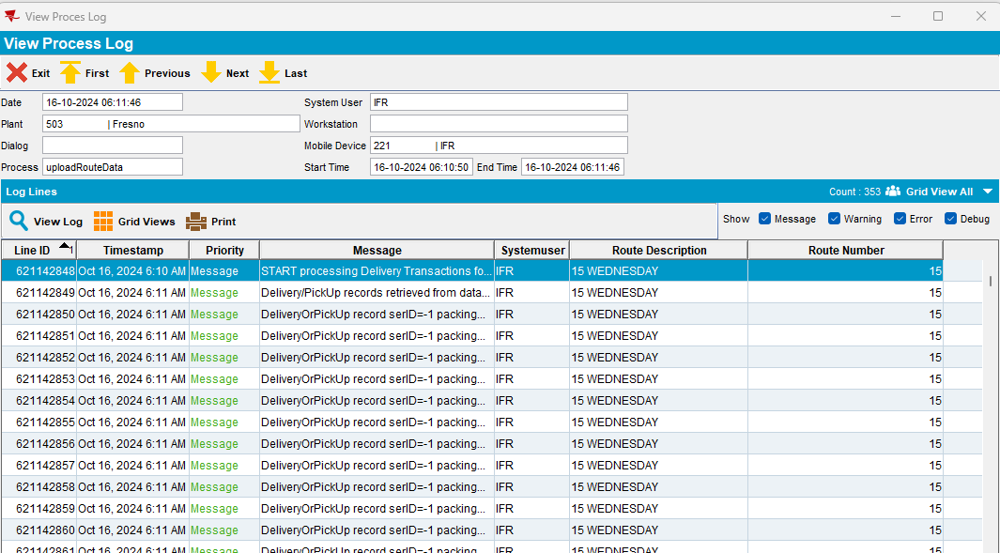 View Proces Log
View Process Log
Exit First Previous Next Last
Date 16-10-2024 06:11:46 System User IFR
Plant 503 | Fresno Workstation
Dialog Mobile Device 221 | IFR
Process uploadRouteData Start Time 16-10-2024 06:10:50 End Time 16-10-2024 06:11:46
Log Lines Count : 353 Grid View All
View Log Grid Views Print Show Message Warning Error Debug
Line ID 1 Timestamp Priority Message Systemuser Route Description Route Number
621142848 Oct 16, 2024 6:10 AM Message START processing Delivery Transactions fo... IFR 15 WEDNESDAY 15
621142849 Oct 16, 2024 6:11 AM Message Delivery/PickUp records retrieved from data... IFR 15 WEDNESDAY 15
621142850 Oct 16, 2024 6:11 AM Message DeliveryOrPickUp record serID=-1 packing... IFR 15 WEDNESDAY 15
621142851 Oct 16, 2024 6:11 AM Message DeliveryOrPickUp record serID=-1 packing... IFR 15 WEDNESDAY 15
621142852 Oct 16, 2024 6:11 AM Message DeliveryOrPickUp record serID=-1 packing... IFR 15 WEDNESDAY 15
621142853 Oct 16, 2024 6:11 AM Message DeliveryOrPickUp record serID=-1 packing... IFR 15 WEDNESDAY 15
621142854 Oct 16, 2024 6:11 AM Message DeliveryOrPickUp record serID=-1 packing... IFR 15 WEDNESDAY 15
621142855 Oct 16, 2024 6:11 AM Message DeliveryOrPickUp record serID=-1 packing... IFR 15 WEDNESDAY 15
621142856 Oct 16, 2024 6:11 AM Message DeliveryOrPickUp record serID=-1 packing... IFR 15 WEDNESDAY 15
621142857 Oct 16, 2024 6:11 AM Message DeliveryOrPickUp record serID=-1 packing... IFR 15 WEDNESDAY 15
621142858 Oct 16, 2024 6:11 AM Message DeliveryOrPickUp record serID=-1 packing... IFR 15 WEDNESDAY 15
621142859 Oct 16, 2024 6:11 AM Message DeliveryOrPickUp record serID=-1 packing... IFR 15 WEDNESDAY 15
621142860 Oct 16, 2024 6:11 AM Message DeliveryOrPickUp record serID=-1 packing... IFR 15 WEDNESDAY 15
621142861 Oct 16, 2024 6:11 AM Message DeliveryOrPickUp record serID=-1 packing... IFR 15 WEDNESDAY 15